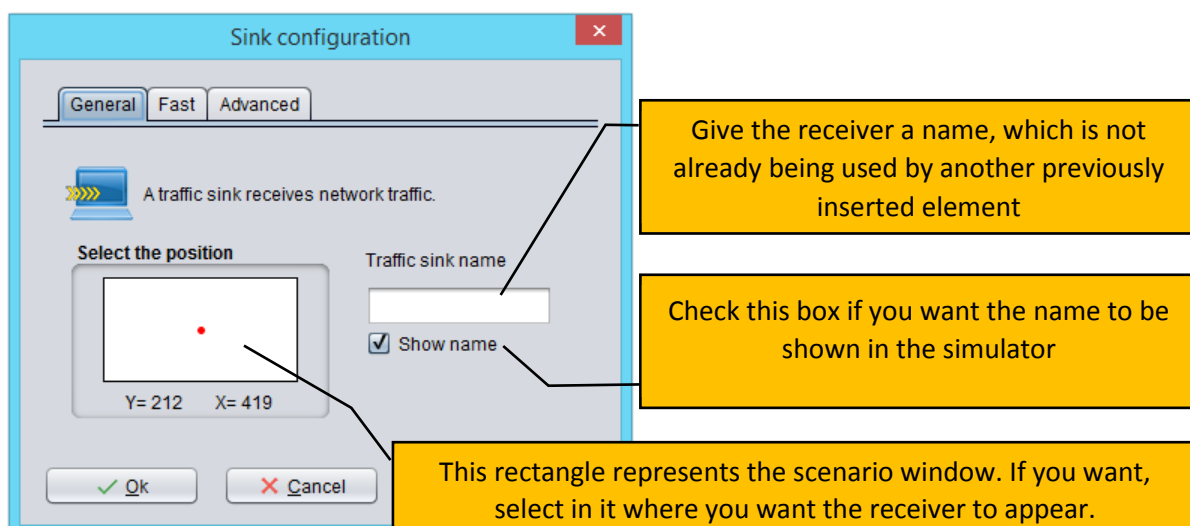 Sink configuration
General Fast Advanced
A traffic sink receives network traffic.
Select the position
Y= 212 X= 419
Traffic sink name
Show name
Ok Cancel
Give the receiver a name, which is not
already being used by another previously
inserted element
Check this box if you want the name to be
shown in the simulator
This rectangle represents the scenario window. If you want,
select in it where you want the receiver to appear.